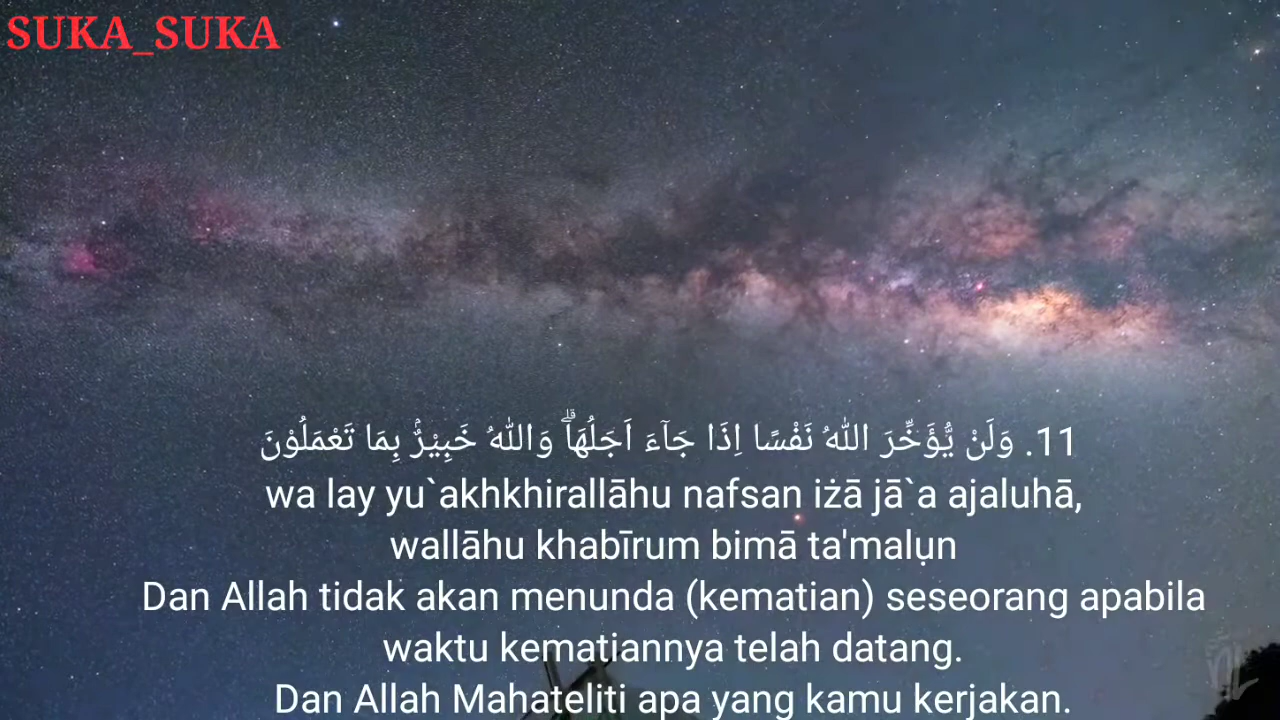 SUKA_SUKA
11. وَلَنْ يُّؤَخِّرَ اللّٰهُ نَفْسًا اِذَا جَاۤءَ اَجَلُهَاۗ وَاللّٰهُ خَبِيْرٌۢ بِمَا تَعْمَلُوْنَ
wa lay yu`akhkhirallāhu nafsan iżā jā`a ajaluhā,
wallāhu khabīrum bimā ta'malụn
Dan Allah tidak akan menunda (kematian) seseorang apabila
waktu kematiannya telah datang.
Dan Allah Mahateliti apa yang kamu kerjakan.